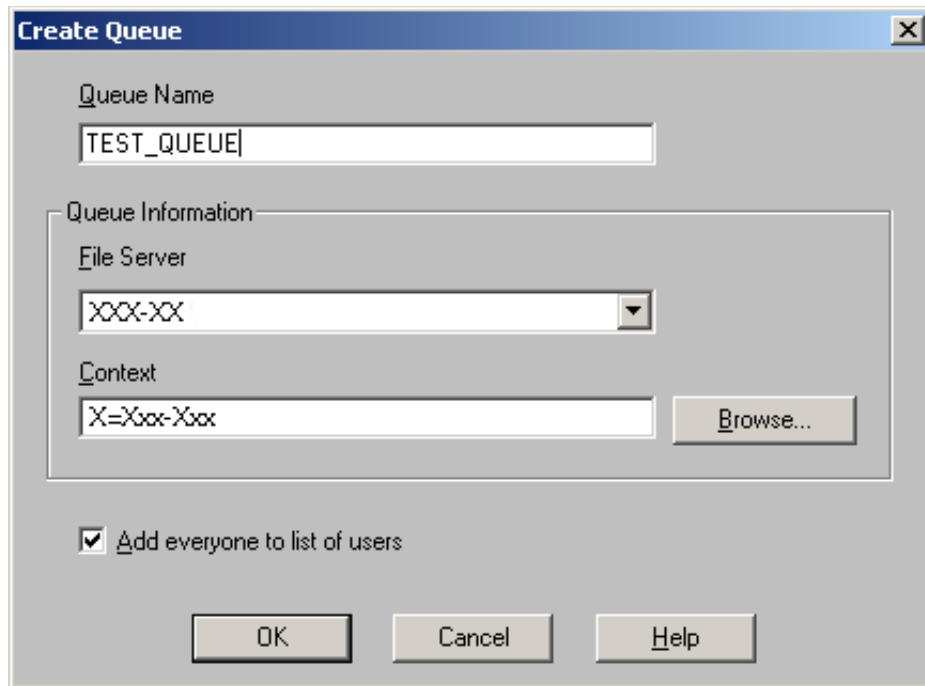 Create Queue
Queue Name
TEST_QUEUE
Queue Information
File Server
XXX-XX
Context
X=Xxx-Xxx
Browse...
Add everyone to list of users
OK Cancel Help